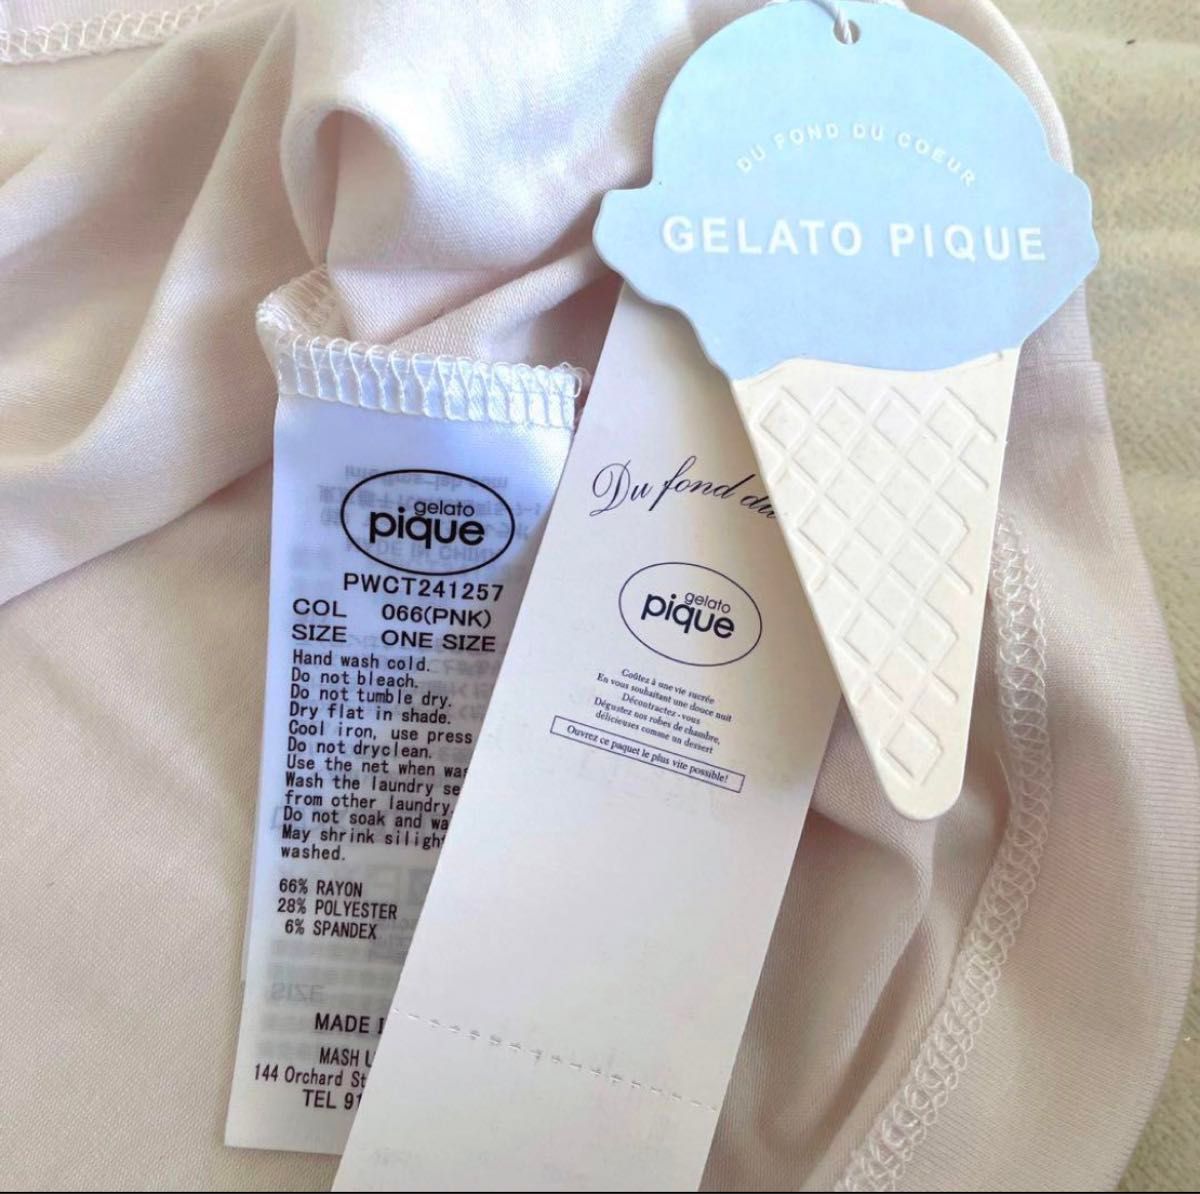 DU FOND DU COEUR
GELATO PIQUE
Du fond du
gelato
pique
Goûtez à une vie sucrée
En vous souhaitant une douce nuit
Décontractez-vous
Dégustez nos robes de chambre,
délicieuses comme un dessert
Ouvrez ce paquet le plus vite possible!
gelato
pique
PWCT241257
COL 066(PNK)
SIZE ONE SIZE
Hand wash cold.
Do not bleach.
Do not tumble dry.
Dry flat in shade.
Cool iron, use press
Do not dryclean.
Use the net when was
Wash the laundry se
from other laundry.
Do not soak and wa
May shrink siligh
washed.
66% RAYON
28% POLYESTER
6% SPANDEX
MADE I
MASH U
144 Orchard St
TEL 91